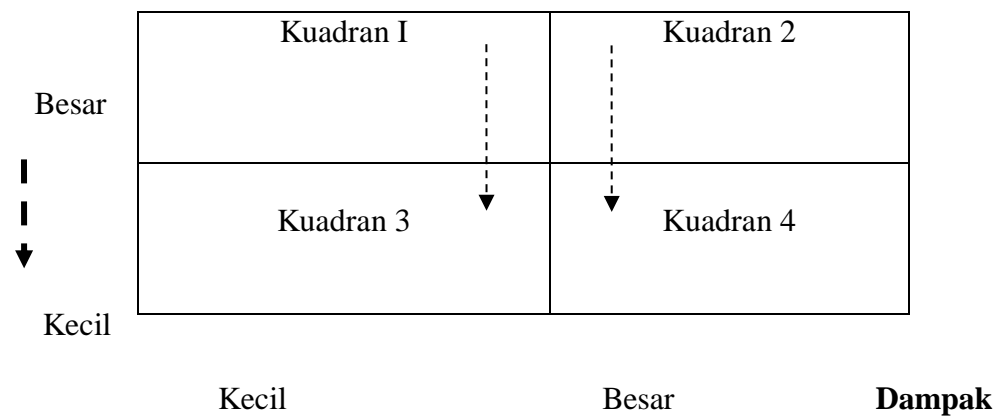 Kuadran I Kuadran 2
Besar
Kuadran 3 Kuadran 4
Kecil
Kecil Besar Dampak